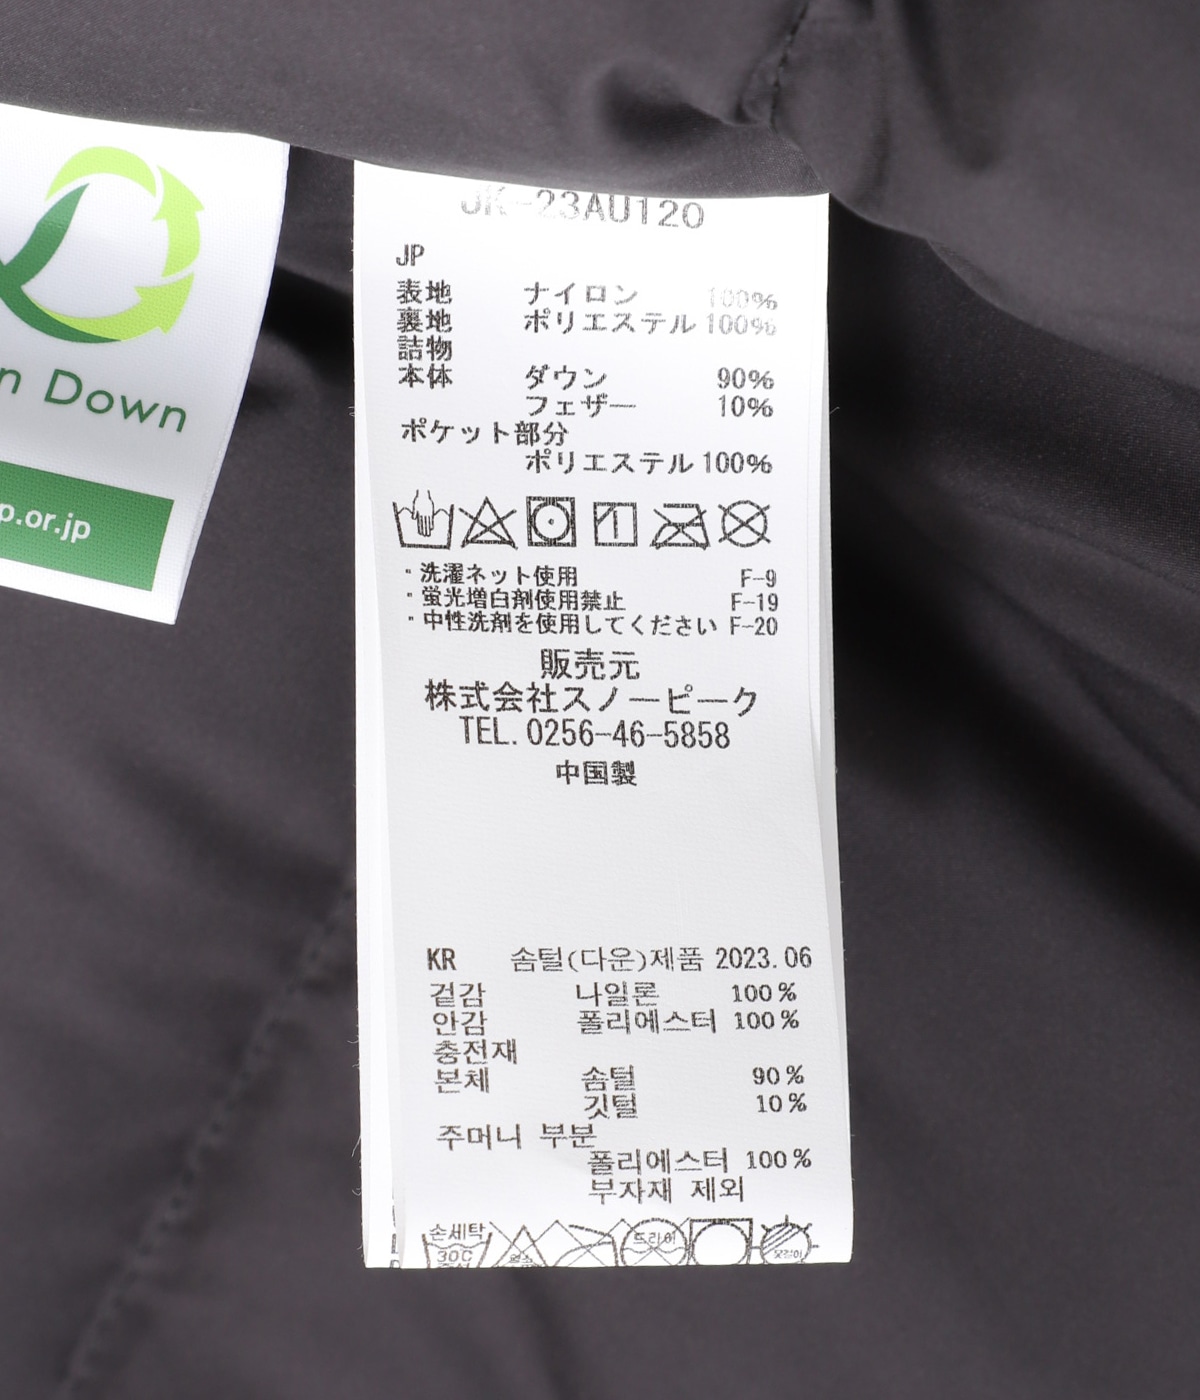 n Down
p.or.jp
JK-23AU120
JP
表地 ナイロン 100%
裏地 ポリエステル 100%
詰物
本体 ダウン 90%
フェザー 10%
ポケット部分
ポリエステル 100%
・洗濯ネット使用 F-9
・蛍光増白剤使用禁止 F-19
・中性洗剤を使用してください F-20
販売元
株式会社スノーピーク
TEL. 0256-46-5858
中国製
KR 솜털(다운)제품 2023.06
겉감 나일론 100%
안감 폴리에스터 100%
충전재
본체 솜털 90%
깃털 10%
주머니 부분
폴리에스터 100%
부자재 제외
손세탁 드라이 옷걸이
30C